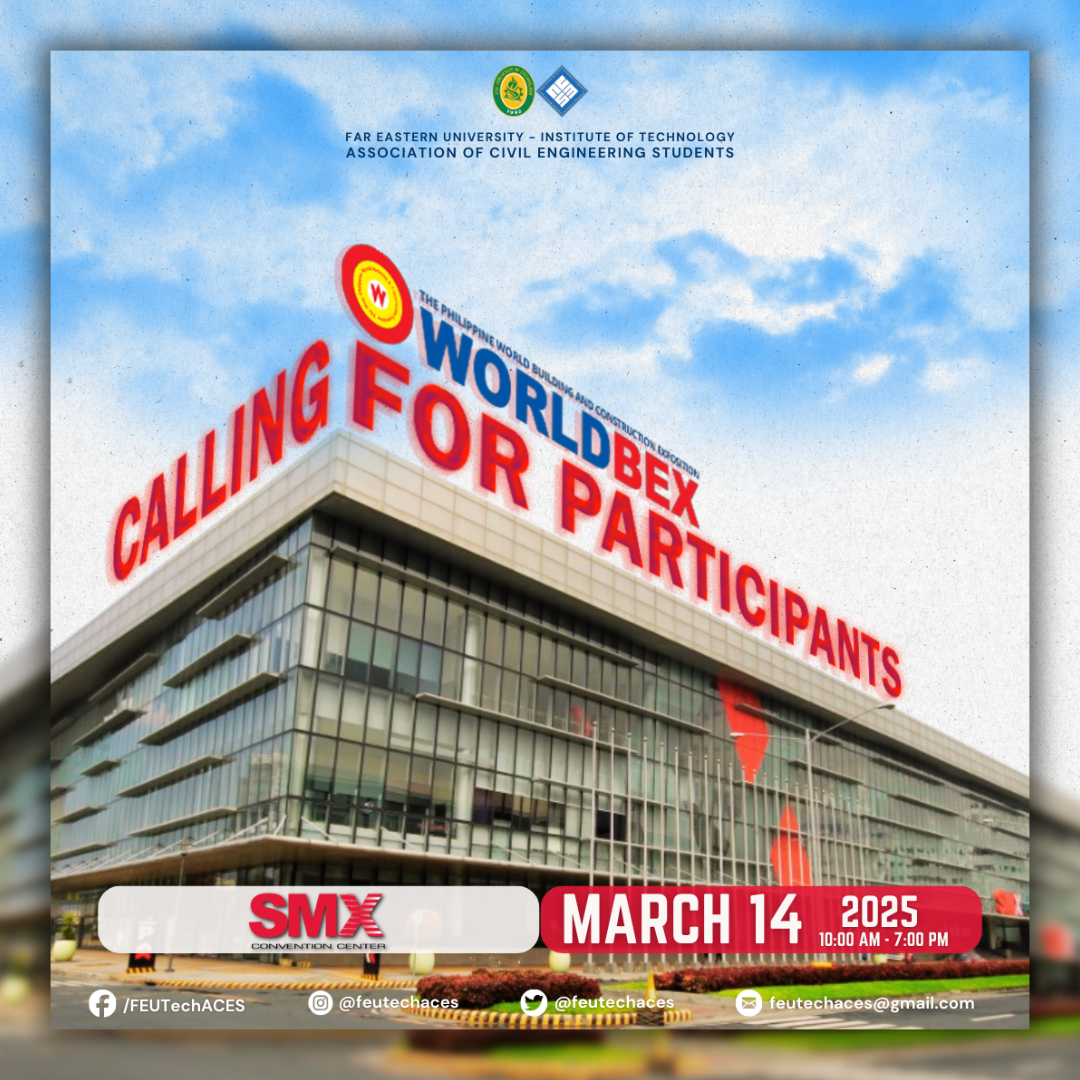 FAR EASTERN UNIVERSITY - INSTITUTE OF TECHNOLOGY
ASSOCIATION OF CIVIL ENGINEERING STUDENTS
W
THE PHILIPPINE WORLD BUILDING AND CONSTRUCTION EXPOSITION
WORLDBEX
CALLING FOR PARTICIPANTS
SMX
CONVENTION CENTER
MARCH 14
2025
10:00 AM - 7:00 PM
/FEUTechACES
@feutechaces
@feutechaces
feutechaces@gmail.com